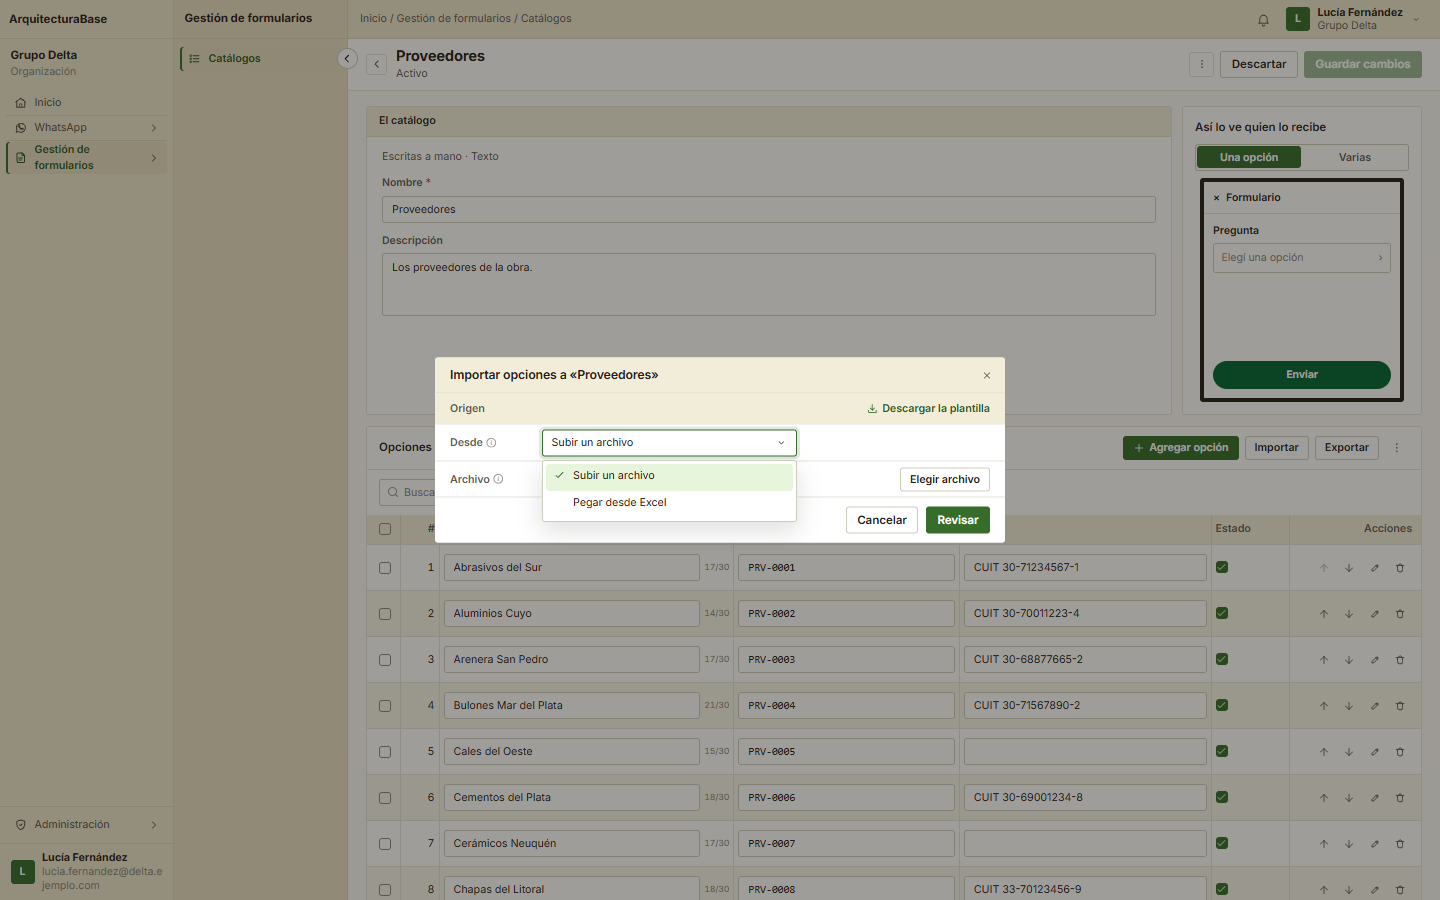 ArquitecturaBase
Grupo Delta
Organización
Inicio
WhatsApp
Gestión de
formularios
Administración
L
Lucía Fernández
lucia.fernandez@delta.e
jemplo.com
Gestión de formularios
Catálogos
Inicio / Gestión de formularios / Catálogos
L
Lucía Fernández
Grupo Delta
Proveedores
Activo
Descartar
Guardar cambios
El catálogo
Escritas a mano · Texto
Nombre *
Proveedores
Descripción
Los proveedores de la obra.
Así lo ve quien lo recibe
Una opción
Varias
× Formulario
Pregunta
Elegí una opción
Enviar
Importar opciones a «Proveedores»
Origen
Descargar la plantilla
Desde
Subir un archivo
Archivo
Elegir archivo
Subir un archivo
Pegar desde Excel
Cancelar
Revisar
Opciones
Agregar opción
Importar
Exportar
Busca
#
Estado
Acciones
1 Abrasivos del Sur 17/30 PRV-0001 CUIT 30-71234567-1
2 Aluminios Cuyo 14/30 PRV-0002 CUIT 30-70011223-4
3 Arenera San Pedro 17/30 PRV-0003 CUIT 30-68877665-2
4 Bulones Mar del Plata 21/30 PRV-0004 CUIT 30-71567890-2
5 Cales del Oeste 15/30 PRV-0005
6 Cementos del Plata 18/30 PRV-0006 CUIT 30-69001234-8
7 Cerámicos Neuquén 17/30 PRV-0007
8 Chapas del Litoral 18/30 PRV-0008 CUIT 33-70123456-9